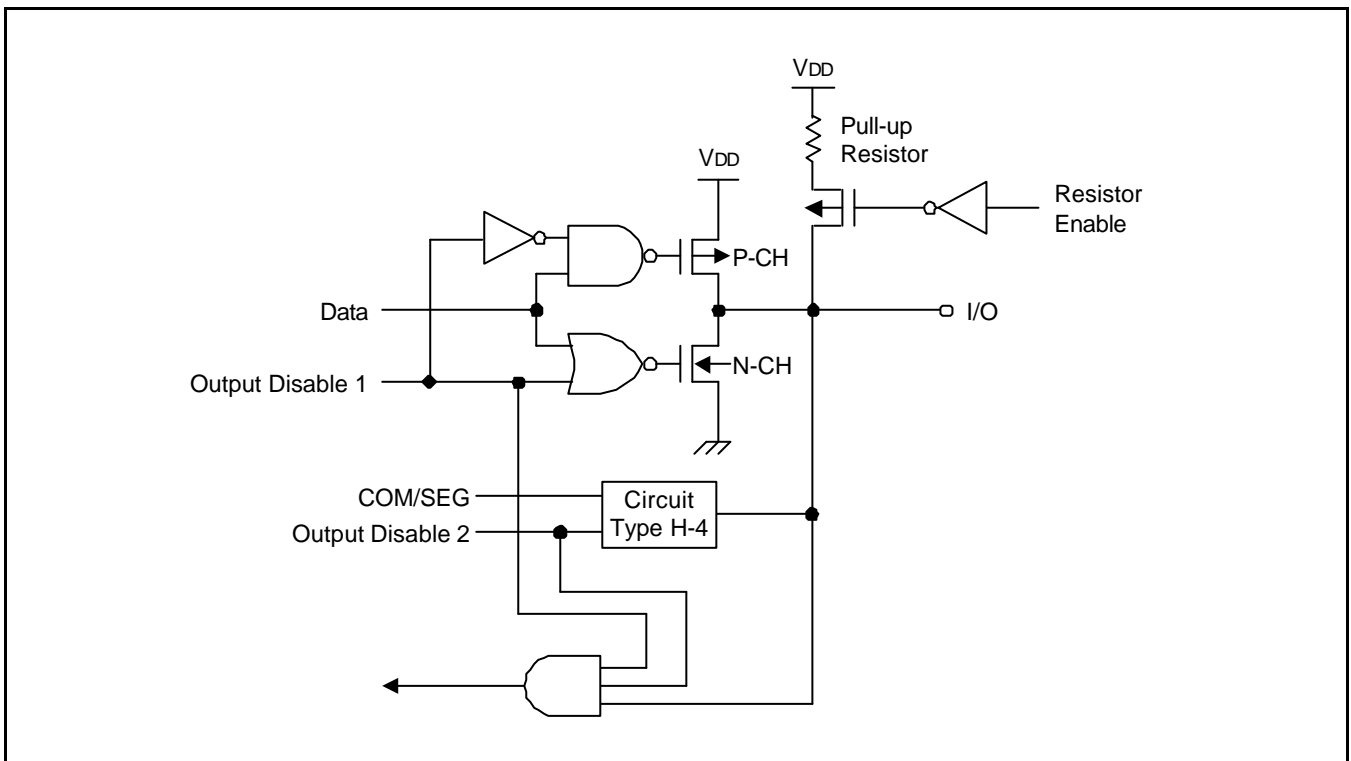 VDD
Pull-up
Resistor
VDD
Resistor
Enable
P-CH
Data
I/O
N-CH
Output Disable 1
COM/SEG
Circuit
Type H-4
Output Disable 2